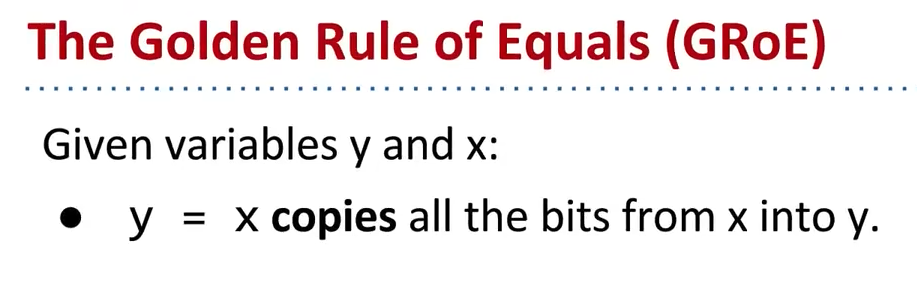 The Golden Rule of Equals (GRoE)
Given variables y and x:
● y = x copies all the bits from x into y.